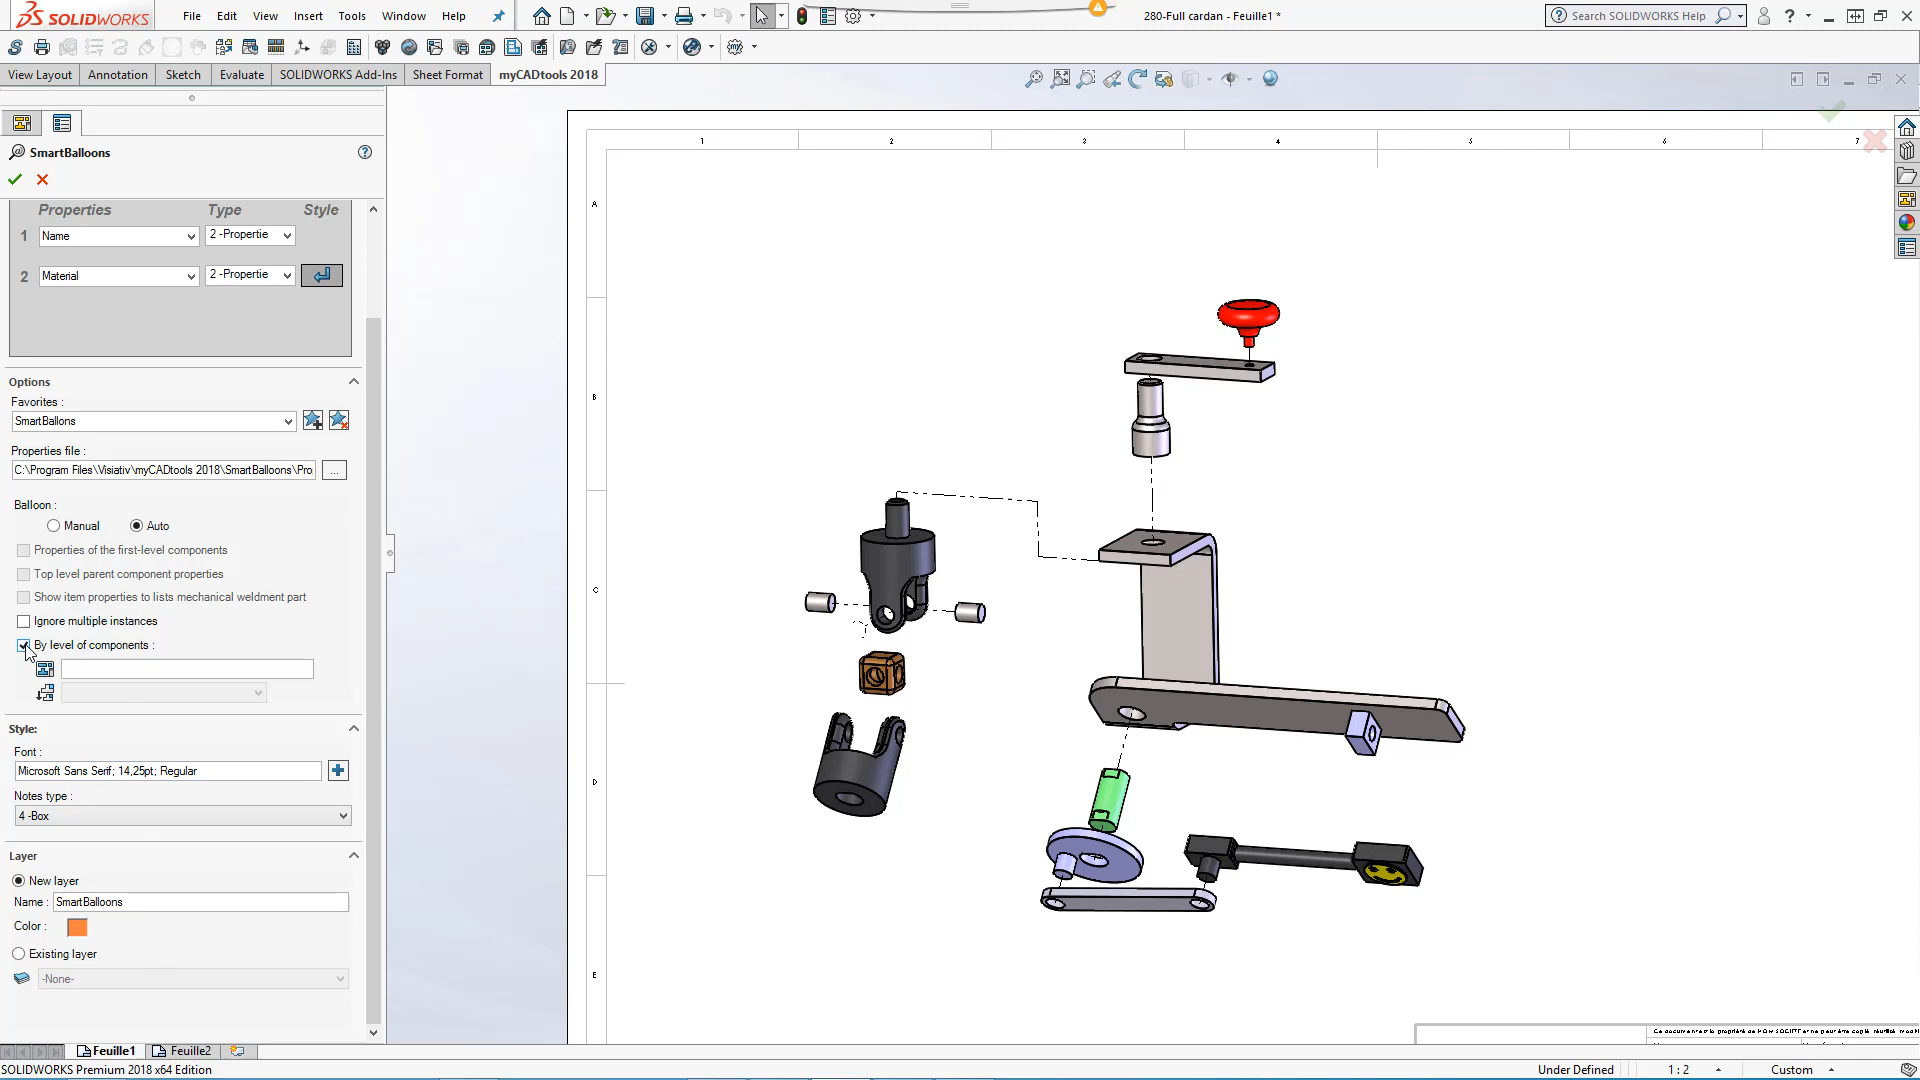 SOLIDWORKS File Edit View Insert Tools Window Help 280-Full cardan - Feuille1 * Search SOLIDWORKS Help
View Layout Annotation Sketch Evaluate SOLIDWORKS Add-Ins Sheet Format myCADtools 2018
1 2 3 4 5 6 7
SmartBalloons
Properties Type Style
1 Name 2 -Propertie
2 Material 2 -Propertie
Options
Favorites :
SmartBallons
Properties file :
C:\Program Files\Visiativ\myCADtools 2018\SmartBalloons\Pro ...
Balloon :
Manual Auto
Properties of the first-level components
Top level parent component properties
Show item properties to lists mechanical weldment part
Ignore multiple instances
By level of components :
Style:
Font :
Microsoft Sans Serif; 14,25pt; Regular
Notes type :
4 -Box
Layer
New layer
Name : SmartBalloons
Color :
Existing layer
-None-
A
B
C
D
E
Feuille1 Feuille2
SOLIDWORKS Premium 2018 x64 Edition Under Defined 1 : 2 Custom